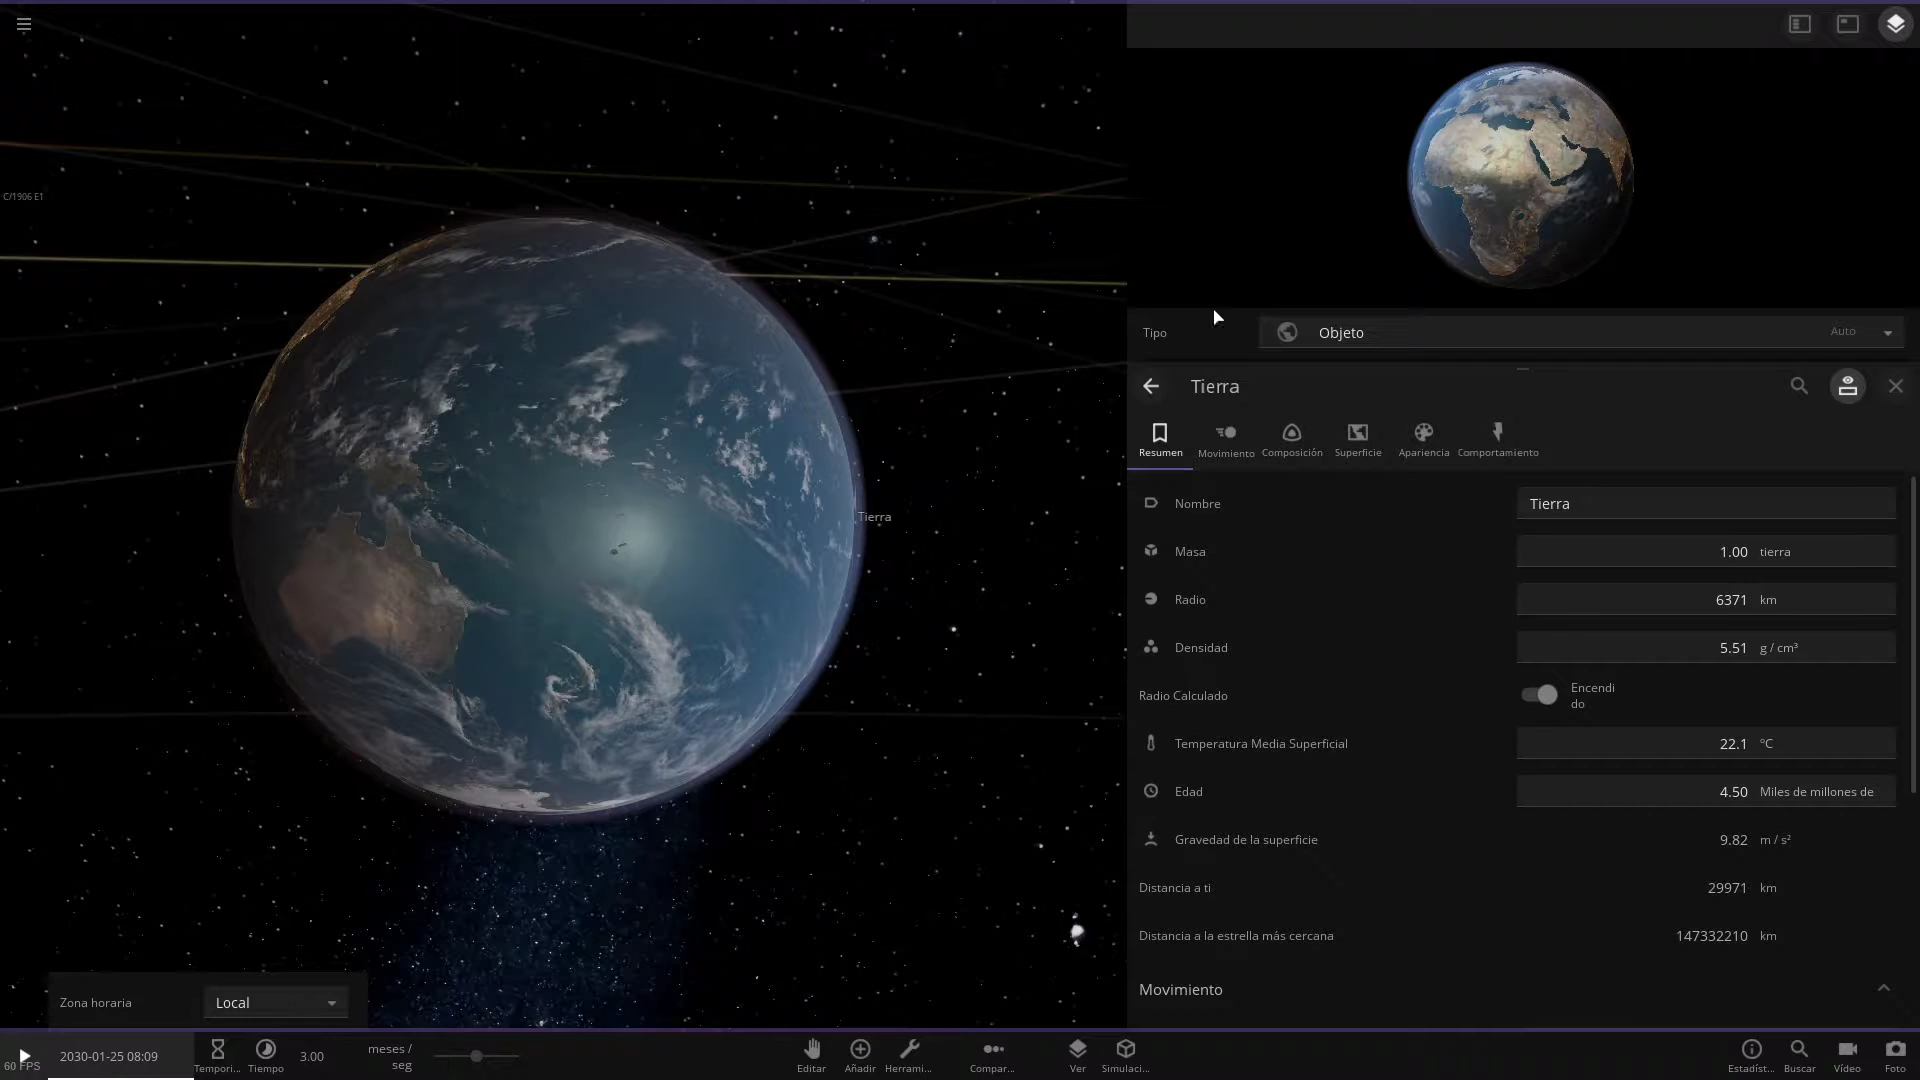 C/1906 E1
Tierra
Tipo
Objeto
Auto
Tierra
Resumen
Movimiento
Composición
Superficie
Apariencia
Comportamiento
Nombre
Tierra
Masa
1.00 tierra
Radio
6371 km
Densidad
5.51 g / cm³
Radio Calculado
Encendi
do
Temperatura Media Superficial
22.1 °C
Edad
4.50 Miles de millones de
Gravedad de la superficie
9.82 m / s²
Distancia a ti
29971 km
Distancia a la estrella más cercana
147332210 km
Movimiento
Zona horaria
Local
60 FPS
2030-01-25 08:09
Tempori...
Tiempo
3.00
meses /
seg
Editar
Añadir
Herrami...
Compar...
Ver
Simulaci...
Estadíst...
Buscar
Vídeo
Foto